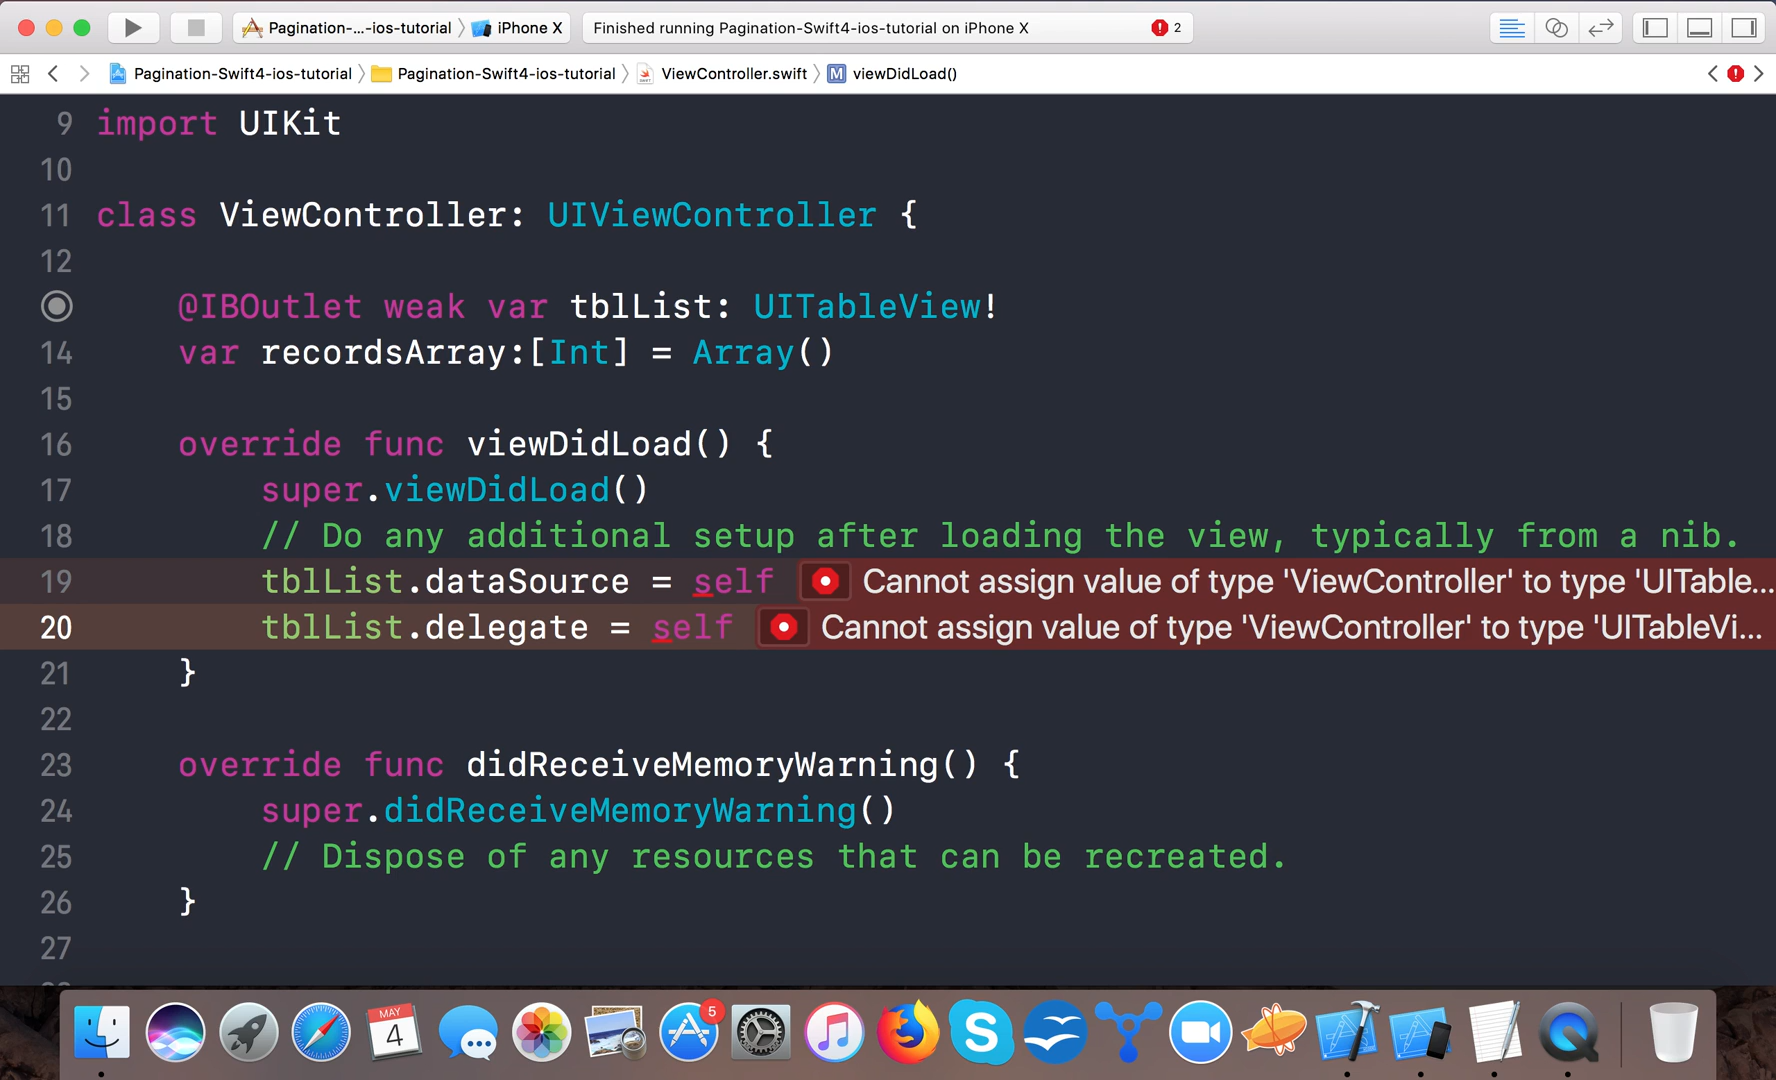 Pagination-...-ios-tutorial iPhone X Finished running Pagination-Swift4-ios-tutorial on iPhone X 2
Pagination-Swift4-ios-tutorial Pagination-Swift4-ios-tutorial ViewController.swift M viewDidLoad()
9 import UIKit
10
11 class ViewController: UIViewController {
12
@IBOutlet weak var tblList: UITableView!
14 var recordsArray:[Int] = Array()
15
16 override func viewDidLoad() {
17 super.viewDidLoad()
18 // Do any additional setup after loading the view, typically from a nib.
19 tblList.dataSource = self Cannot assign value of type 'ViewController' to type 'UITable...
20 tblList.delegate = self Cannot assign value of type 'ViewController' to type 'UITableVi...
21 }
22
23 override func didReceiveMemoryWarning() {
24 super.didReceiveMemoryWarning()
25 // Dispose of any resources that can be recreated.
26 }
27
MAY
4
5
S